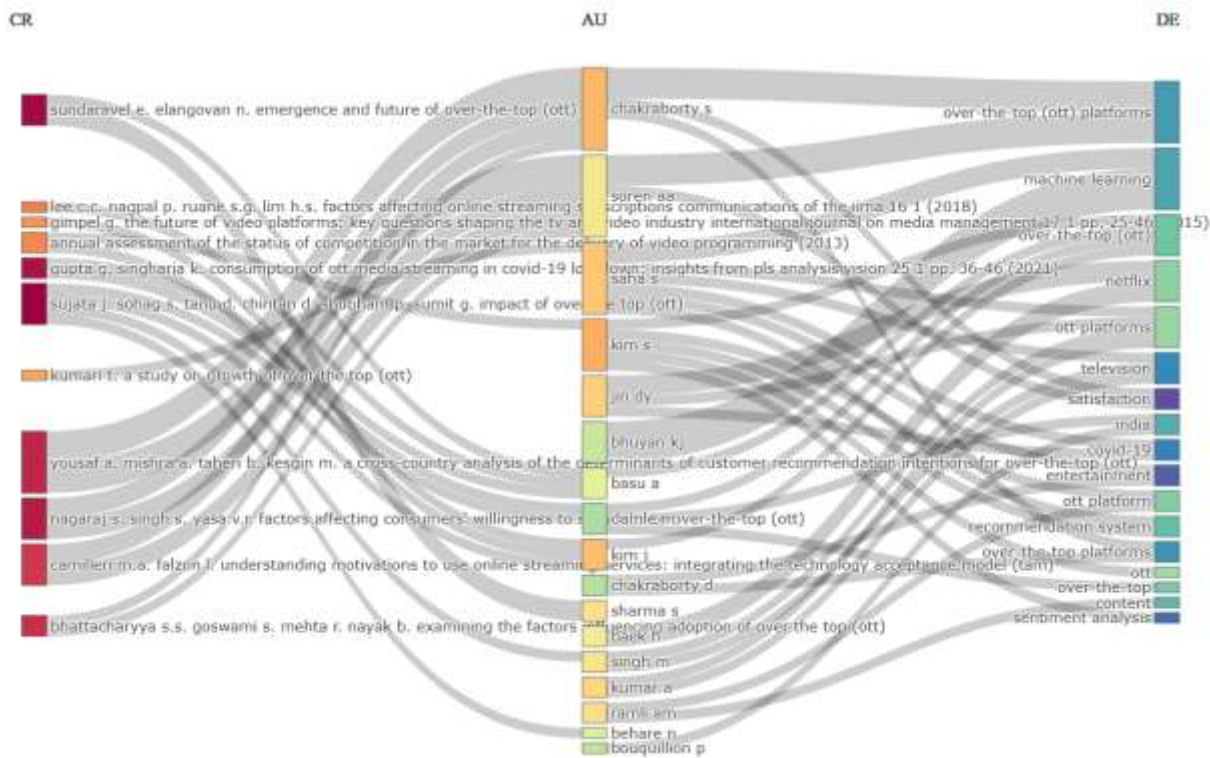 CR
AU
DE
sundaravel e. elangovan n. emergence and future of over-the-top (ott)
lee c.c. nagpal p. ruane s.g. lim h.s. factors affecting online streaming subscriptions communications of the iima 16 1 (2018)
gimpel g. the future of video platforms: key questions shaping the tv and video industry international journal on media management 17 1 pp. 25-46 (2015)
annual assessment of the status of competition in the market for the delivery of video programming (2013)
gupta g. singharia k. consumption of ott media streaming in covid-19 lockdown: insights from pls analysis vision 25 1 pp. 36-46 (2021)
sujata j. sohag s. tanu d. chintan d. shubham p. sumit g. impact of over the top (ott)
kumari t. a study on growth of over the top (ott)
yousaf a. mishra a. taheri b. kesgin m. a cross-country analysis of the determinants of customer recommendation intentions for over-the-top (ott)
nagaraj s. singh s. yasa v.r. factors affecting consumers' willingness to over-the-top (ott)
camilleri m.a. falzon l. understanding motivations to use online streaming services: integrating the technology acceptance model (tam)
bhattacharyya s.s. goswami s. mehta r. nayak b. examining the factors influencing adoption of over the top (ott)
chakraborty s
soren aa
saha s
kim s
jin dy
bhuyan kj
basu a
kim j
chakraborty d
sharma s
baek h
singh m
kumar a
ramli am
behare n
bouquillion p
over-the-top (ott) platforms
machine learning
over-the-top (ott)
netflix
ott platforms
television
satisfaction
india
covid-19
entertainment
ott platform
recommendation system
over the top platforms
ott
over-the-top
content
sentiment analysis